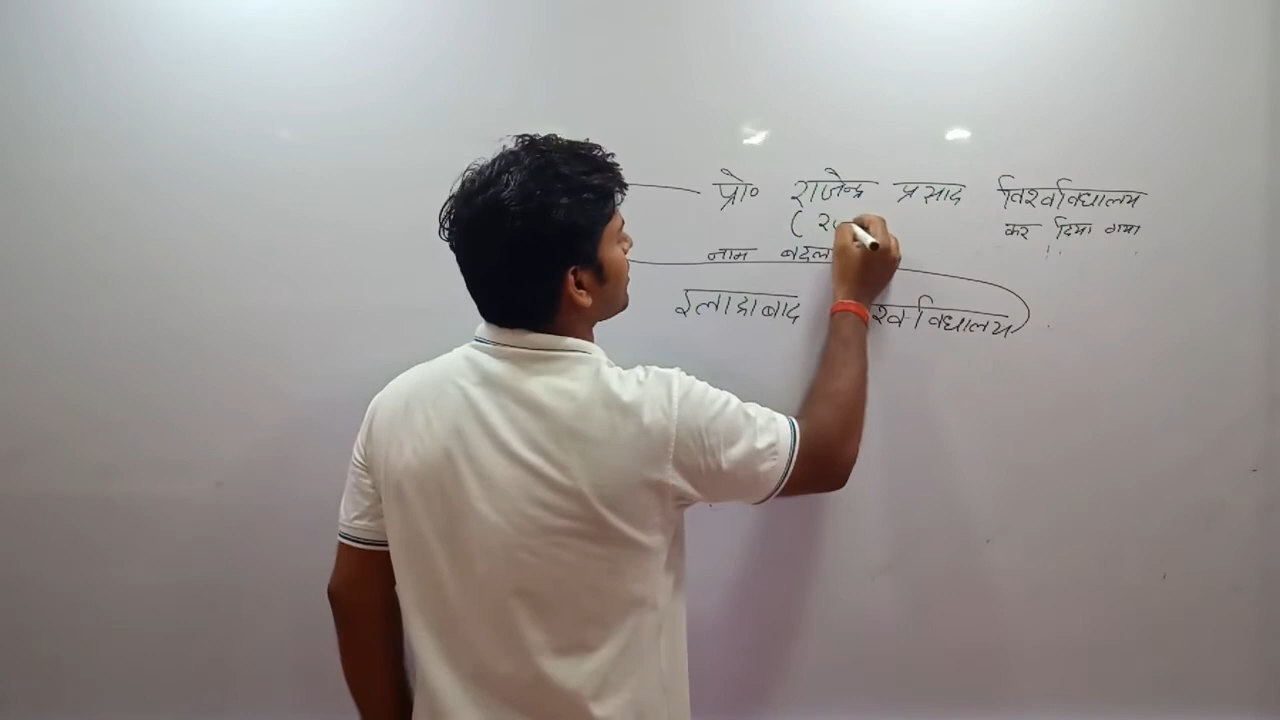 प्रो० राजेन्द्र प्रसाद विश्वविद्यालय
( र
कर दिया गया
नाम बदल
इलाहाबाद श्वविद्यालय